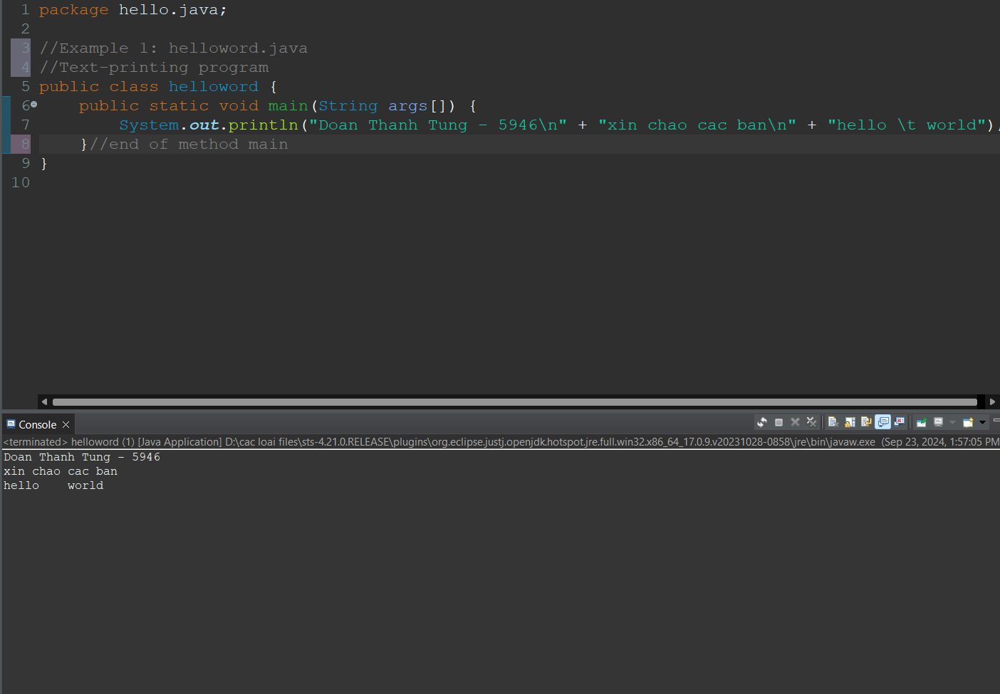 1 package hello.java;
2
3 //Example 1: helloword.java
4 //Text-printing program
5 public class helloword {
6 public static void main(String args[]) {
7 System.out.println("Doan Thanh Tung - 5946\n" + "xin chao cac ban\n" + "hello \t world");
8 }//end of method main
9 }
10
Console
<terminated> helloword (1) [Java Application] D:\cac loai files\sts-4.21.0.RELEASE\plugins\org.eclipse.justj.openjdk.hotspot.jre.full.win32.x86_64_17.0.9.v20231028-0858\jre\bin\javaw.exe (Sep 23, 2024, 1:57:05 PM
Doan Thanh Tung - 5946
xin chao cac ban
hello    world